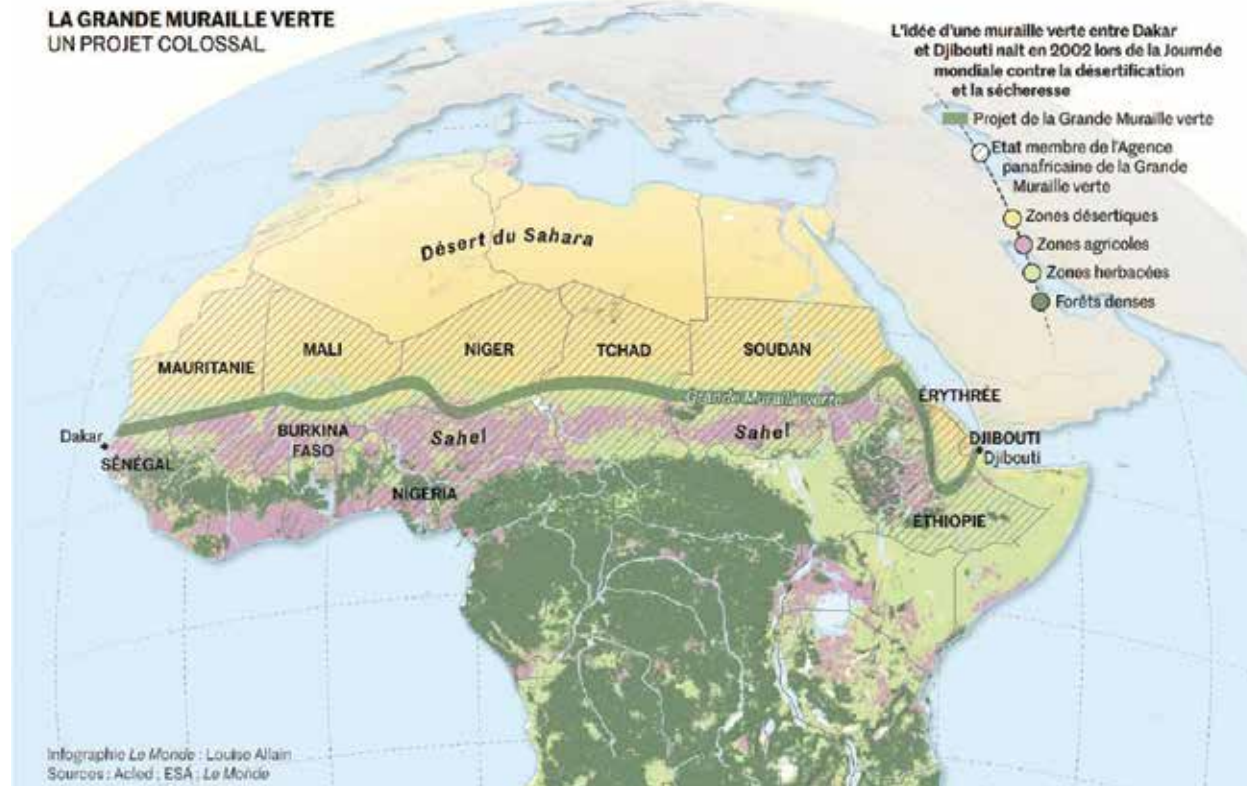 LA GRANDE MURAILLE VERTE
UN PROJET COLOSSAL
L'idée d'une muraille verte entre Dakar
et Djibouti naît en 2002 lors de la Journée
mondiale contre la désertification
et la sécheresse
Projet de la Grande Muraille verte
Etat membre de l'Agence
panafricaine de la Grande
Muraille verte
Zones désertiques
Zones agricoles
Zones herbacées
Forêts denses
Désert du Sahara
MAURITANIE
MALI
NIGER
TCHAD
SOUDAN
Grande Muraille verte
ÉRYTHRÉE
Dakar
SÉNÉGAL
BURKINA
FASO
Sahel
Sahel
DJIBOUTI
Djibouti
NIGERIA
ETHIOPIE
Infographie Le Monde : Louise Allain
Sources : Acled ; ESA ; Le Monde